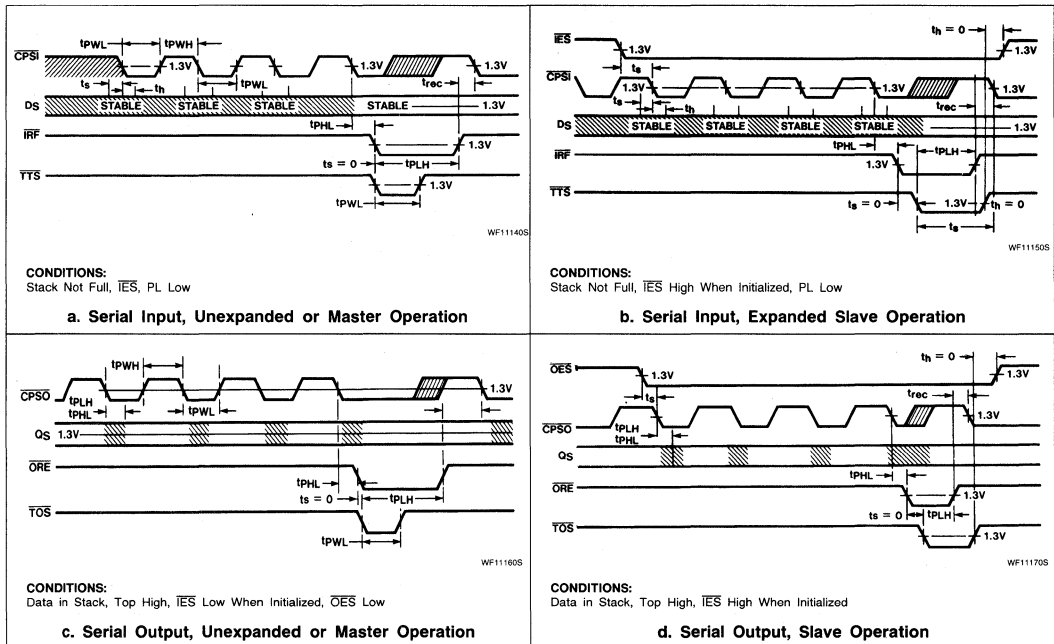 tPWL tPWH
CPSI 1.3V
ts th tPWL trec
DS STABLE STABLE STABLE STABLE 1.3V
tPHL
IRF 1.3V
ts = 0 tPLH
TTS 1.3V
tPWL
WF11140S
CONDITIONS:
Stack Not Full, IES, PL Low
a. Serial Input, Unexpanded or Master Operation
th = 0
IES 1.3V 1.3V
ts
CPSI 1.3V 1.3V 1.3V
ts th trec
DS STABLE STABLE STABLE STABLE 1.3V
tPHL tPLH
IRF 1.3V
TTS ts = 0 1.3V th = 0
ts
WF11150S
CONDITIONS:
Stack Not Full, IES High When Initialized, PL Low
b. Serial Input, Expanded Slave Operation
tPWH
CPSO 1.3V
tPLH
tPHL tPWL
QS 1.3V
ORE
tPHL
ts = 0 tPLH
TOS
tPWL
WF11160S
CONDITIONS:
Data in Stack, Top High, IES Low When Initialized, OES Low
c. Serial Output, Unexpanded or Master Operation
th = 0
OES 1.3V
ts trec
CPSO tPLH 1.3V
tPHL
QS
tPHL
ORE 1.3V
ts = 0 tPLH
TOS 1.3V
WF11170S
CONDITIONS:
Data in Stack, Top High, IES High When Initialized
d. Serial Output, Slave Operation